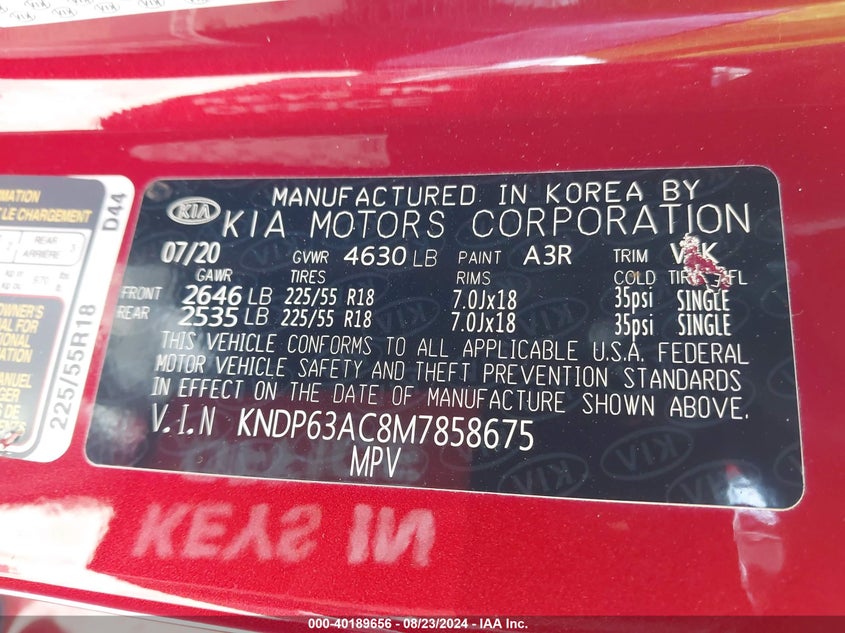 MANUFACTURED IN KOREA BY
KIA
KIA MOTORS CORPORATION
07/20 GVWR 4630 LB PAINT A3R TRIM
GAWR TIRES RIMS COLD
FRONT 2646 LB 225/55 R18 7.0Jx18 35psi SINGLE
REAR 2535 LB 225/55 R18 7.0Jx18 35psi SINGLE
THIS VEHICLE CONFORMS TO ALL APPLICABLE U.S.A. FEDERAL
MOTOR VEHICLE SAFETY AND THEFT PREVENTION STANDARDS
IN EFFECT ON THE DATE OF MANUFACTURE SHOWN ABOVE.
V.I.N KNDP63AC8M7858675
MPV
D44
225/55R18
CHARGEMENT
REAR
ARRIERE 3
KEYS IN
000-40189656 - 08/23/2024 - IAA Inc.